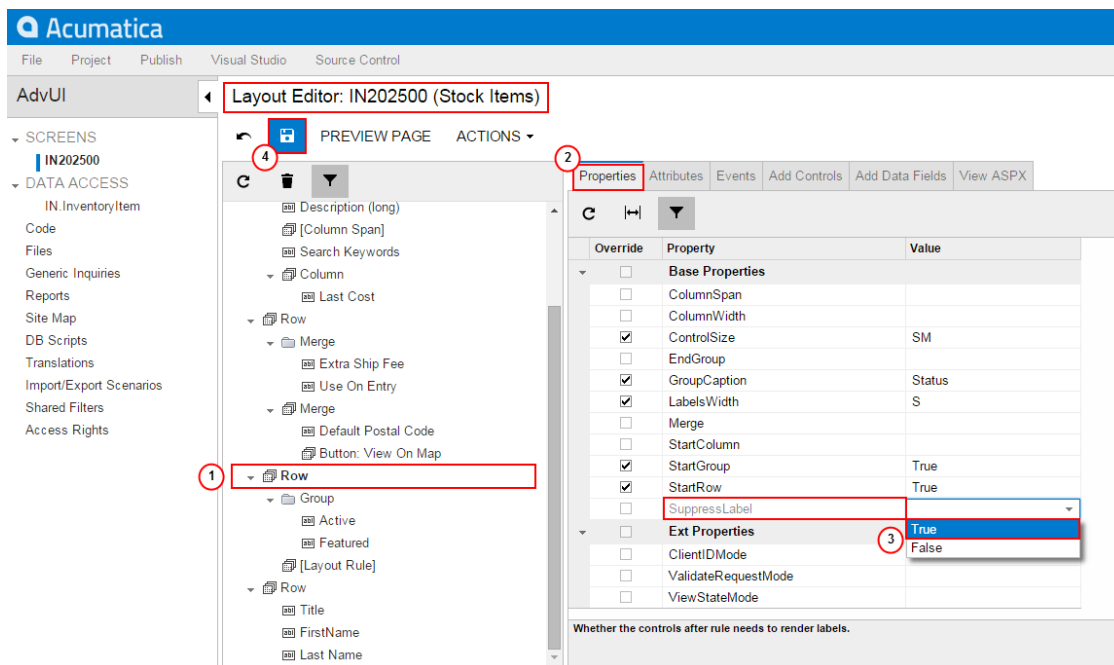 Acumatica
File Project Publish Visual Studio Source Control
AdvUI
Layout Editor: IN202500 (Stock Items)
SCREENS
IN202500
DATA ACCESS
IN.InventoryItem
Code
Files
Generic Inquiries
Reports
Site Map
DB Scripts
Translations
Import/Export Scenarios
Shared Filters
Access Rights
PREVIEW PAGE ACTIONS
4
Description (long)
[Column Span]
Search Keywords
Column
Last Cost
Row
Merge
Extra Ship Fee
Use On Entry
Merge
Default Postal Code
Button: View On Map
1
Row
Group
Active
Featured
[Layout Rule]
Row
Title
FirstName
Last Name
2
Properties Attributes Events Add Controls Add Data Fields View ASPX
Override Property Value
Base Properties
ColumnSpan
ColumnWidth
ControlSize SM
EndGroup
GroupCaption Status
LabelsWidth S
Merge
StartColumn
StartGroup True
StartRow True
SuppressLabel
3
True
False
Ext Properties
ClientIDMode
ValidateRequestMode
ViewStateMode
Whether the controls after rule needs to render labels.